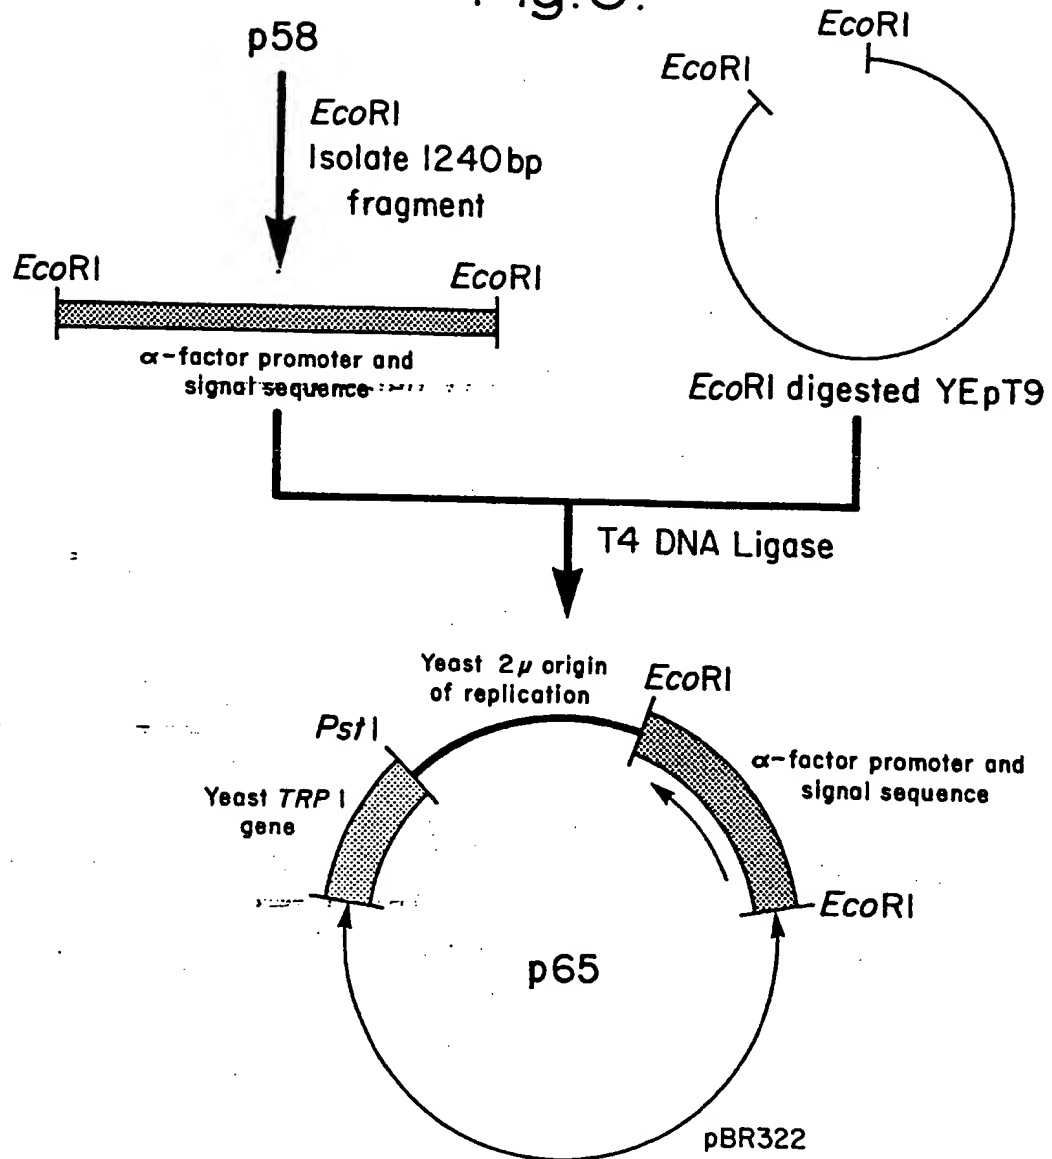 p58
EcoRI
Isolate 1240bp
fragment
EcoRI
EcoRI
α-factor promoter and
signal sequence
EcoRI
EcoRI
EcoRI digested YEpT9
T4 DNA Ligase
Yeast 2μ origin
of replication
EcoRI
PstI
Yeast TRP I
gene
α-factor promoter and
signal sequence
EcoRI
p65
pBR322